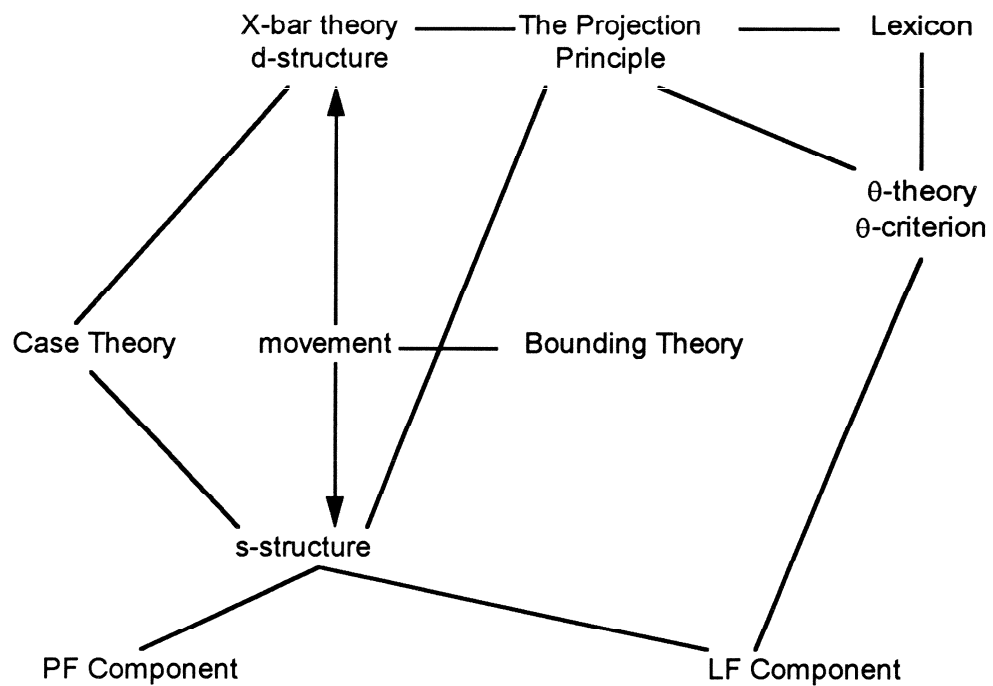 X-bar theory
d-structure
The Projection
Principle
Lexicon
θ-theory
θ-criterion
Case Theory
movement
Bounding Theory
s-structure
PF Component
LF Component